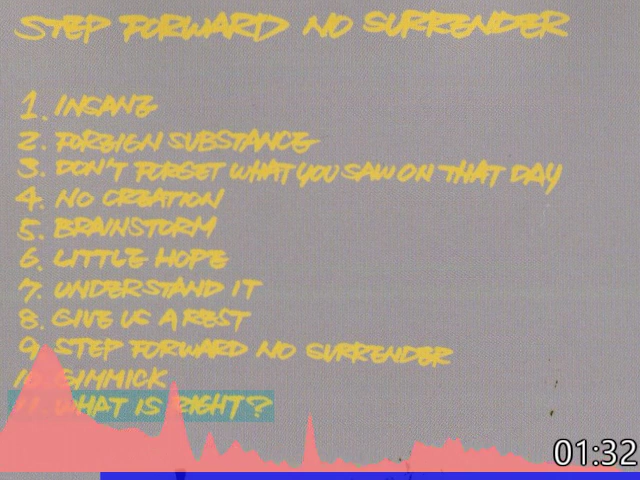 STEP FORWARD NO SURRENDER
1. INSANE
2. FOREIGN SUBSTANCE
3. DON'T FORGET WHAT YOU SAW ON THAT DAY
4. NO CREATION
5. BRAINSTORM
6. LITTLE HOPE
7. UNDERSTAND IT
8. GIVE US A REST
9. STEP FORWARD NO SURRENDER
10. GIMMICK
11. WHAT IS RIGHT?
01:32